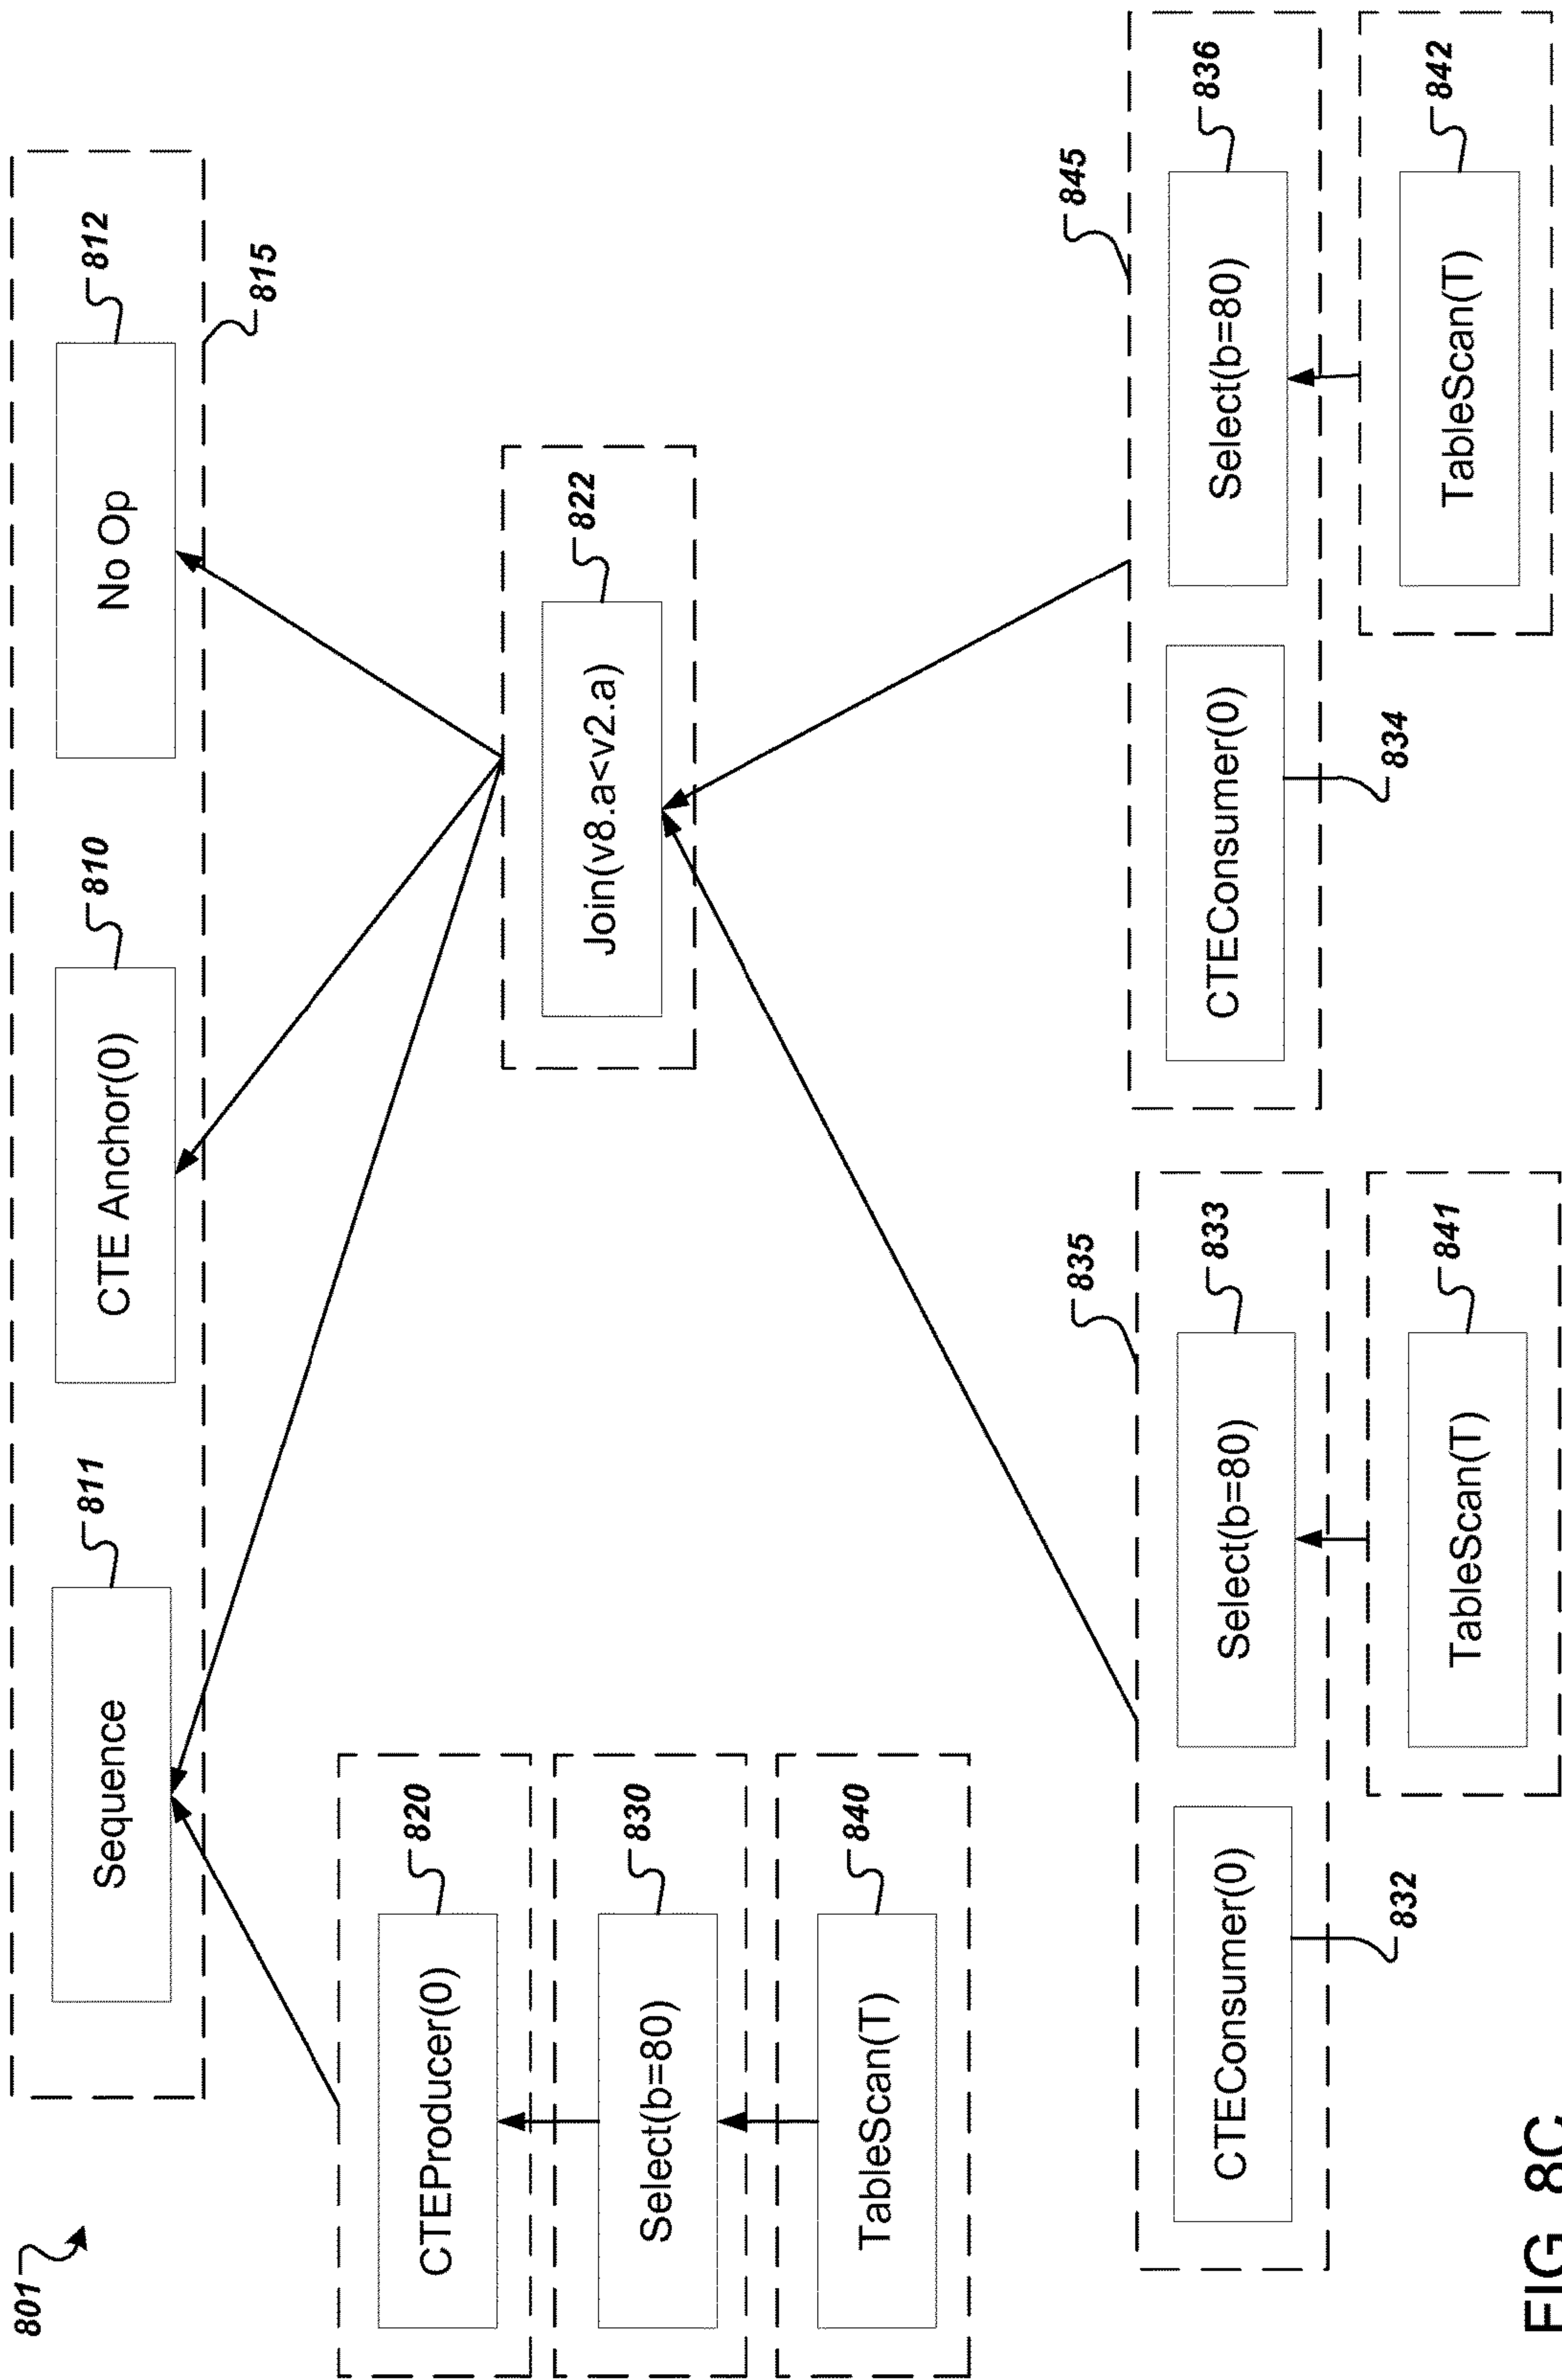 801
Sequence
811
CTE Anchor(0)
810
No Op
812
815
CTEProducer(0)
820
Select(b=80)
830
TableScan(T)
840
Join(v8.a<v2.a)
822
835
CTEConsumer(0)
832
Select(b=80)
833
TableScan(T)
841
845
CTEConsumer(0)
834
Select(b=80)
836
TableScan(T)
842
FIG. 8C